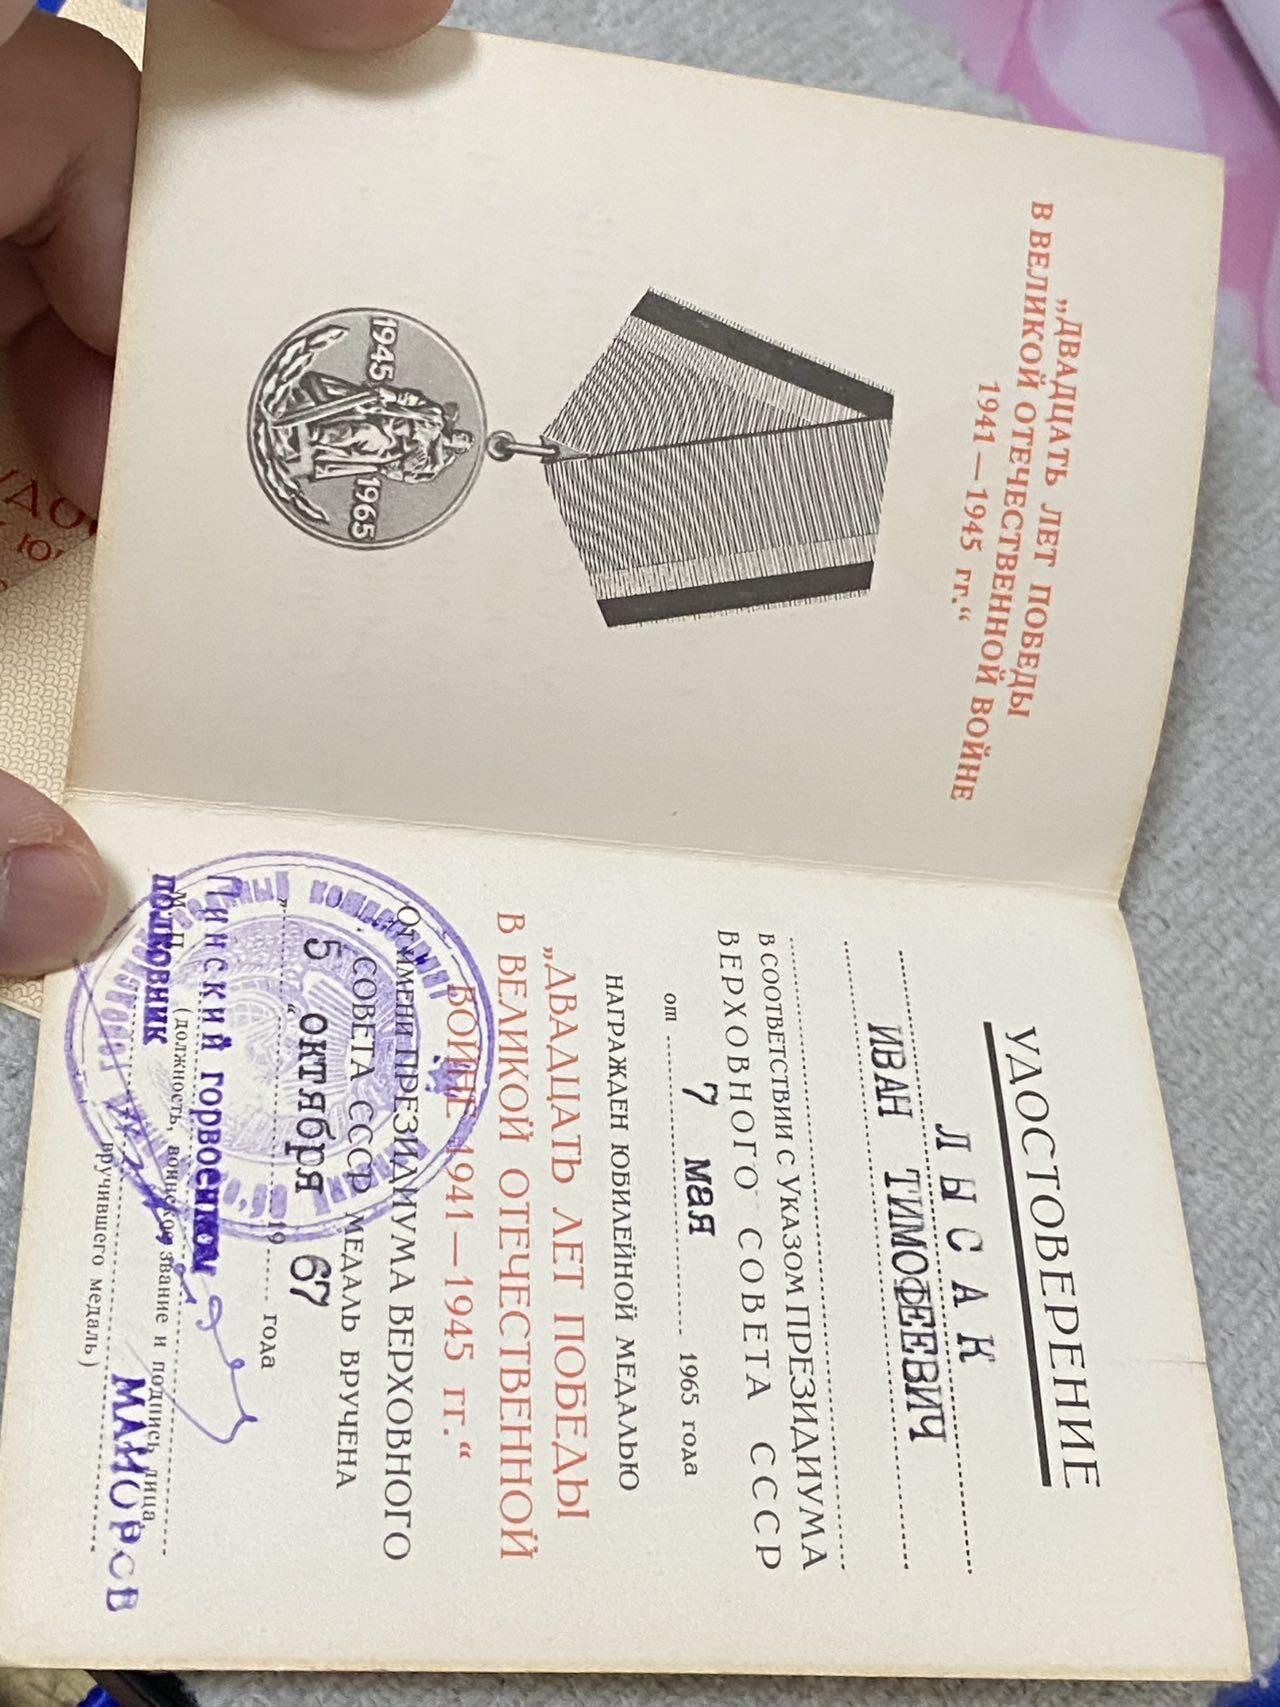 „ДВАДЦАТЬ ЛЕТ ПОБЕДЫ
В ВЕЛИКОЙ ОТЕЧЕСТВЕННОЙ ВОЙНЕ
1941—1945 гг.“
1945
1965
УДОСТОВЕРЕНИЕ
ЛЫСАК
ИВАН ТИМОФЕЕВИЧ
В СООТВЕТСТВИИ С УКАЗОМ ПРЕЗИДИУМА
ВЕРХОВНОГО СОВЕТА СССР
от 7 мая 1965 года
НАГРАЖДЕН ЮБИЛЕЙНОЙ МЕДАЛЬЮ
„ДВАДЦАТЬ ЛЕТ ПОБЕДЫ
В ВЕЛИКОЙ ОТЕЧЕСТВЕННОЙ
ВОЙНЕ 1941—1945 гг.“
ОТ ИМЕНИ ПРЕЗИДИУМА ВЕРХОВНОГО
СОВЕТА СССР МЕДАЛЬ ВРУЧЕНА
„5“ октября 1967 года
Пинский горвоенком
М. П. (должность, воинское звание и подпись лица,
полковник
вручившего медаль)
МАЙОРОВ